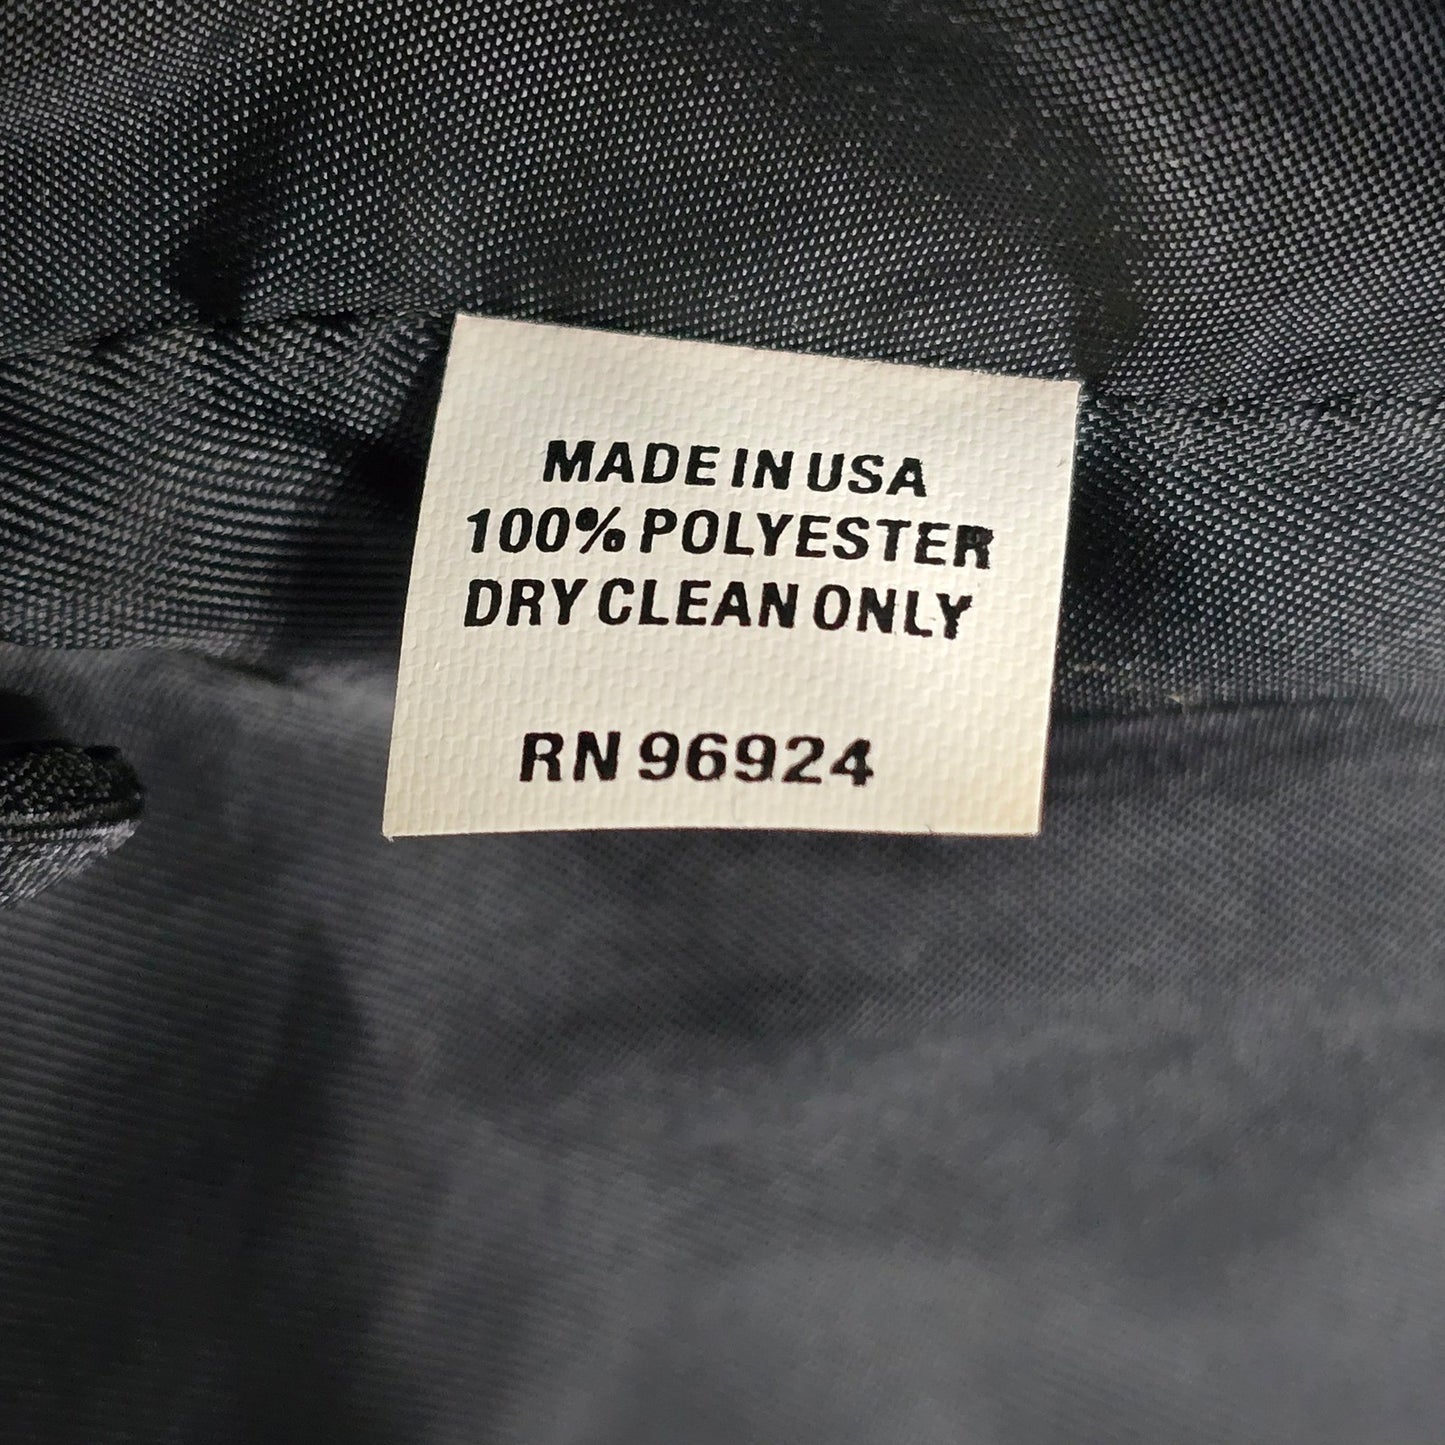 MADE IN USA
100% POLYESTER
DRY CLEAN ONLY
RN 96924